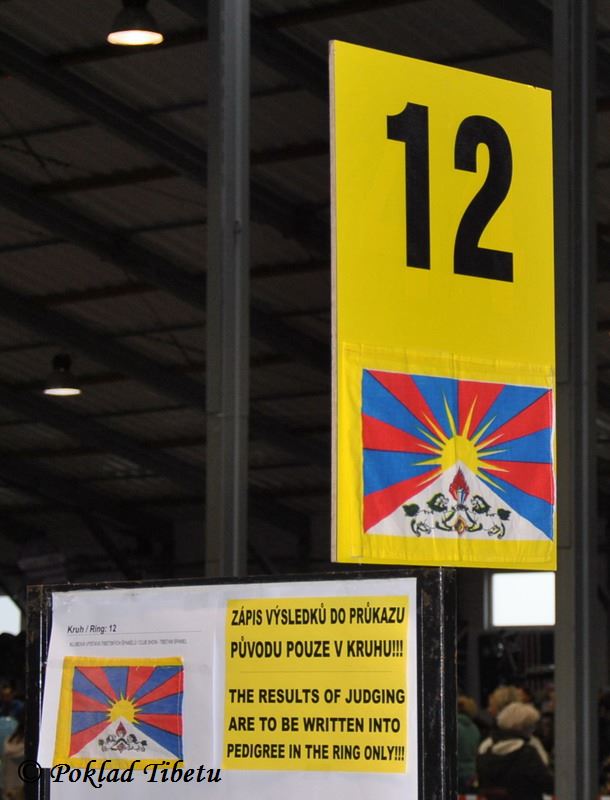 12
Kruh / Ring: 12
ZÁPIS VÝSLEDKŮ DO PRŮKAZU
PŮVODU POUZE V KRUHU!!!
THE RESULTS OF JUDGING
ARE TO BE WRITTEN INTO
PEDIGREE IN THE RING ONLY!!!
© Poklad Tibetu